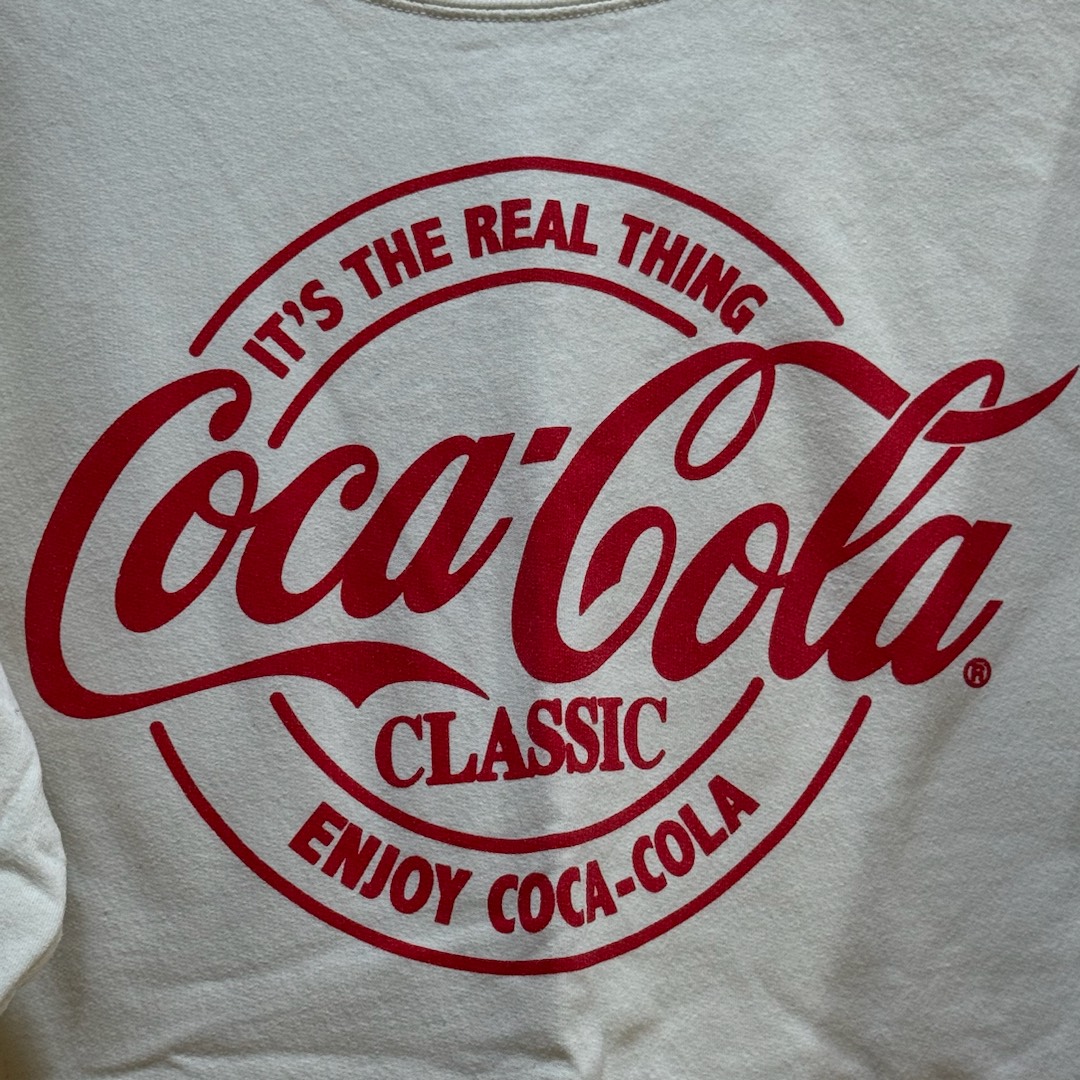 IT'S THE REAL THING
Coca-Cola®
CLASSIC
ENJOY COCA-COLA